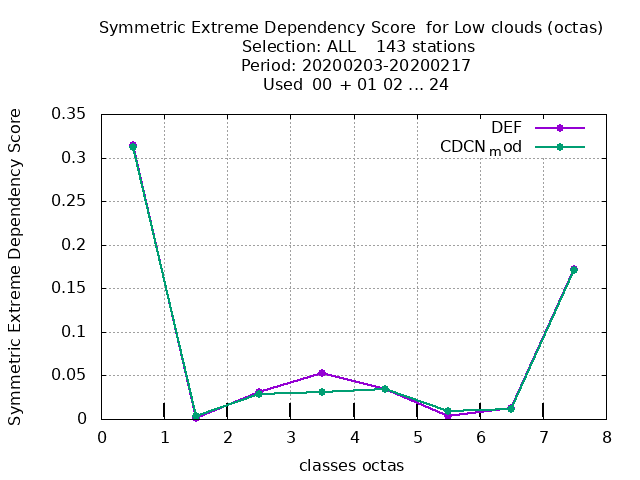 Symmetric Extreme Dependency Score for Low clouds (octas)
Selection: ALL 143 stations
Period: 20200203-20200217
Used 00 + 01 02 ... 24
Symmetric Extreme Dependency Score
0.35
0.3
0.25
0.2
0.15
0.1
0.05
0
DEF
CDCNmod
0 1 2 3 4 5 6 7 8
classes octas